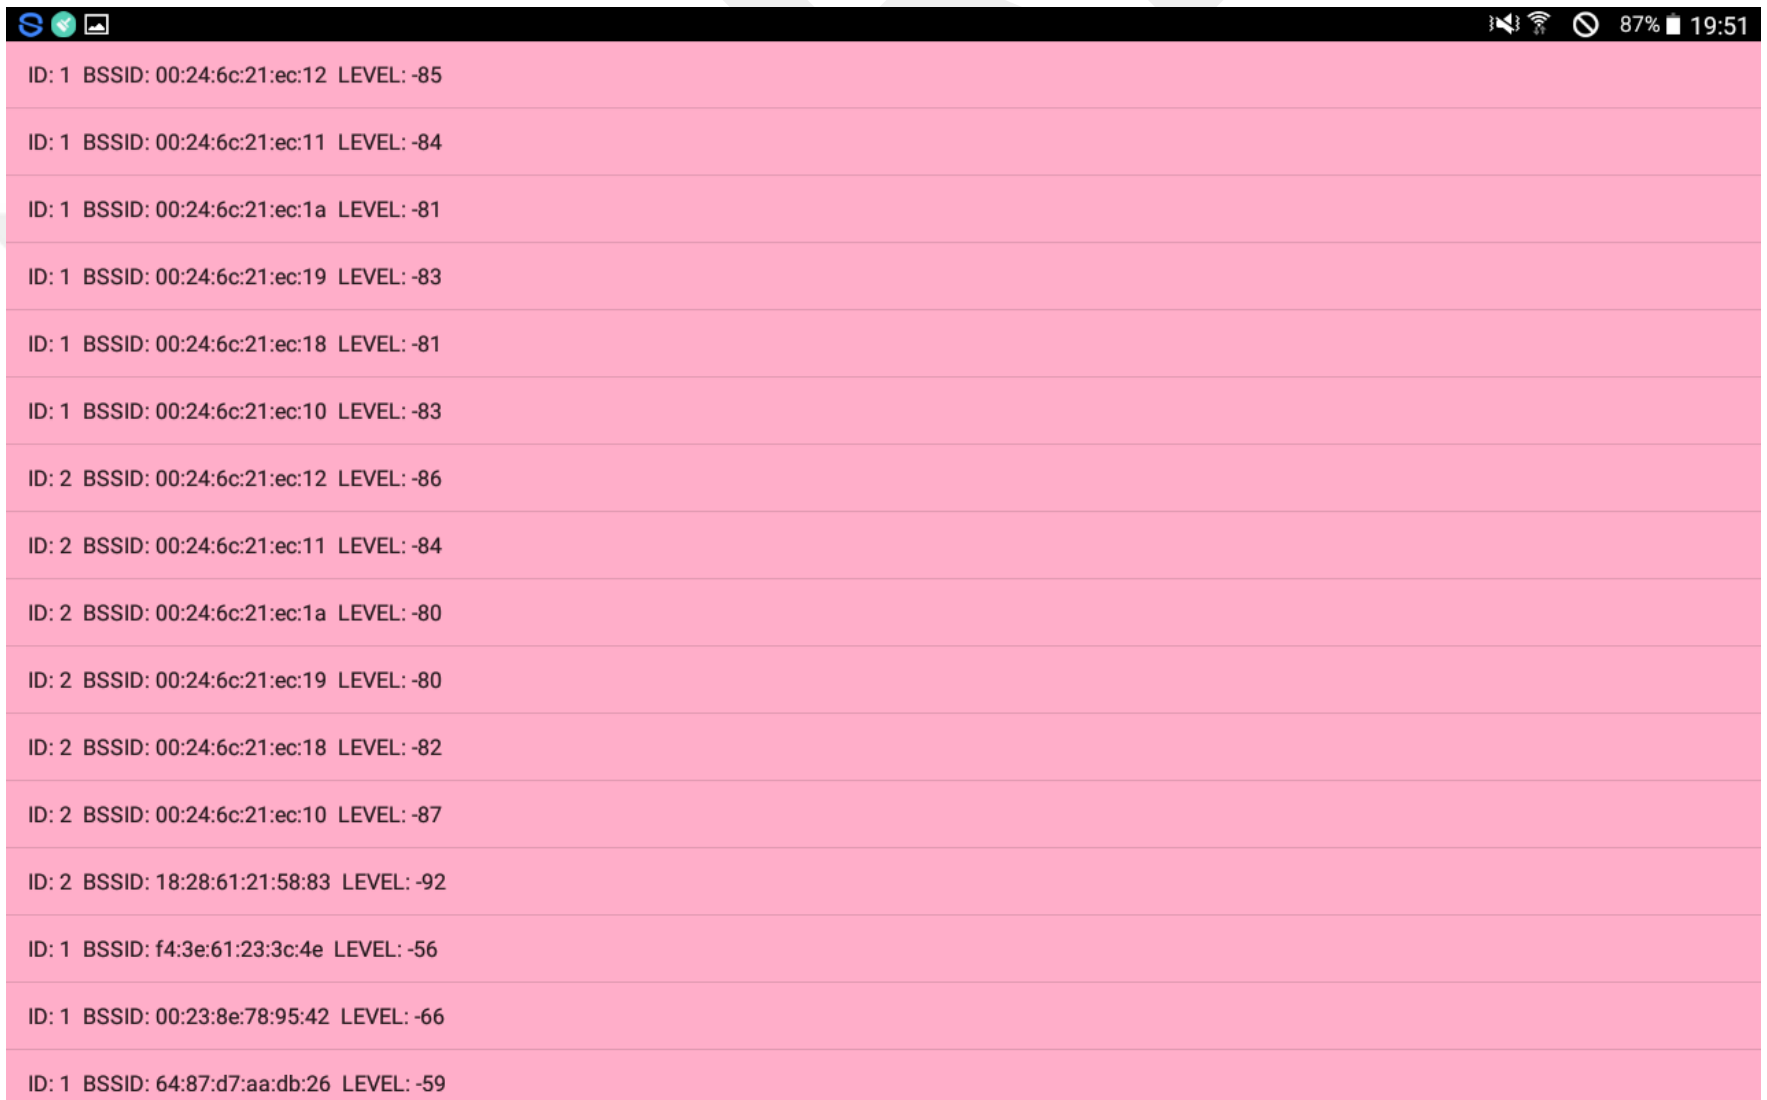 87% 19:51
ID: 1 BSSID: 00:24:6c:21:ec:12 LEVEL: -85
ID: 1 BSSID: 00:24:6c:21:ec:11 LEVEL: -84
ID: 1 BSSID: 00:24:6c:21:ec:1a LEVEL: -81
ID: 1 BSSID: 00:24:6c:21:ec:19 LEVEL: -83
ID: 1 BSSID: 00:24:6c:21:ec:18 LEVEL: -81
ID: 1 BSSID: 00:24:6c:21:ec:10 LEVEL: -83
ID: 2 BSSID: 00:24:6c:21:ec:12 LEVEL: -86
ID: 2 BSSID: 00:24:6c:21:ec:11 LEVEL: -84
ID: 2 BSSID: 00:24:6c:21:ec:1a LEVEL: -80
ID: 2 BSSID: 00:24:6c:21:ec:19 LEVEL: -80
ID: 2 BSSID: 00:24:6c:21:ec:18 LEVEL: -82
ID: 2 BSSID: 00:24:6c:21:ec:10 LEVEL: -87
ID: 2 BSSID: 18:28:61:21:58:83 LEVEL: -92
ID: 1 BSSID: f4:3e:61:23:3c:4e LEVEL: -56
ID: 1 BSSID: 00:23:8e:78:95:42 LEVEL: -66
ID: 1 BSSID: 64:87:d7:aa:db:26 LEVEL: -59